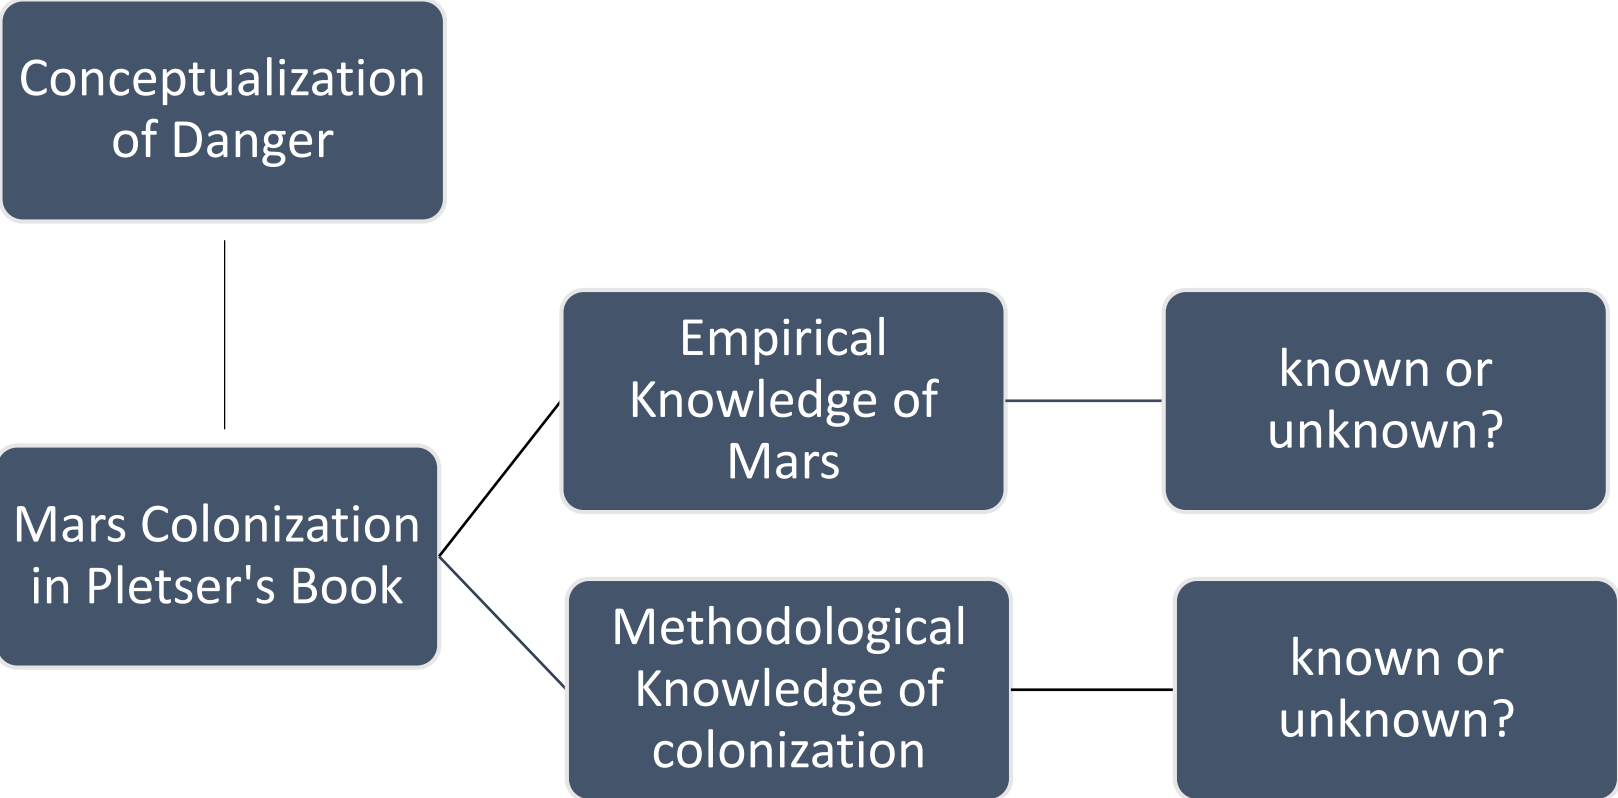 Conceptualization
of Danger
Mars Colonization
in Pletser's Book
Empirical
Knowledge of
Mars
known or
unknown?
Methodological
Knowledge of
colonization
known or
unknown?